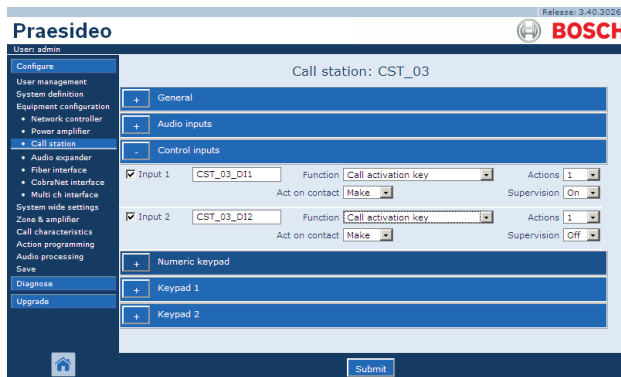 Release: 3.40.3026
Praesideo
BOSCH
User: admin
Configure
User management
System definition
Equipment configuration
• Network controller
• Power amplifier
• Call station
• Audio expander
• Fiber interface
• CobraNet interface
• Multi ch interface
System wide settings
Zone & amplifier
Call characteristics
Action programming
Audio processing
Save
Diagnose
Upgrade
Call station: CST_03
+ General
+ Audio inputs
- Control inputs
Input 1 CST_03_DI1 Function Call activation key Actions 1
Act on contact Make Supervision On
Input 2 CST_03_DI2 Function Call activation key Actions 1
Act on contact Make Supervision Off
+ Numeric keypad
+ Keypad 1
+ Keypad 2
Submit